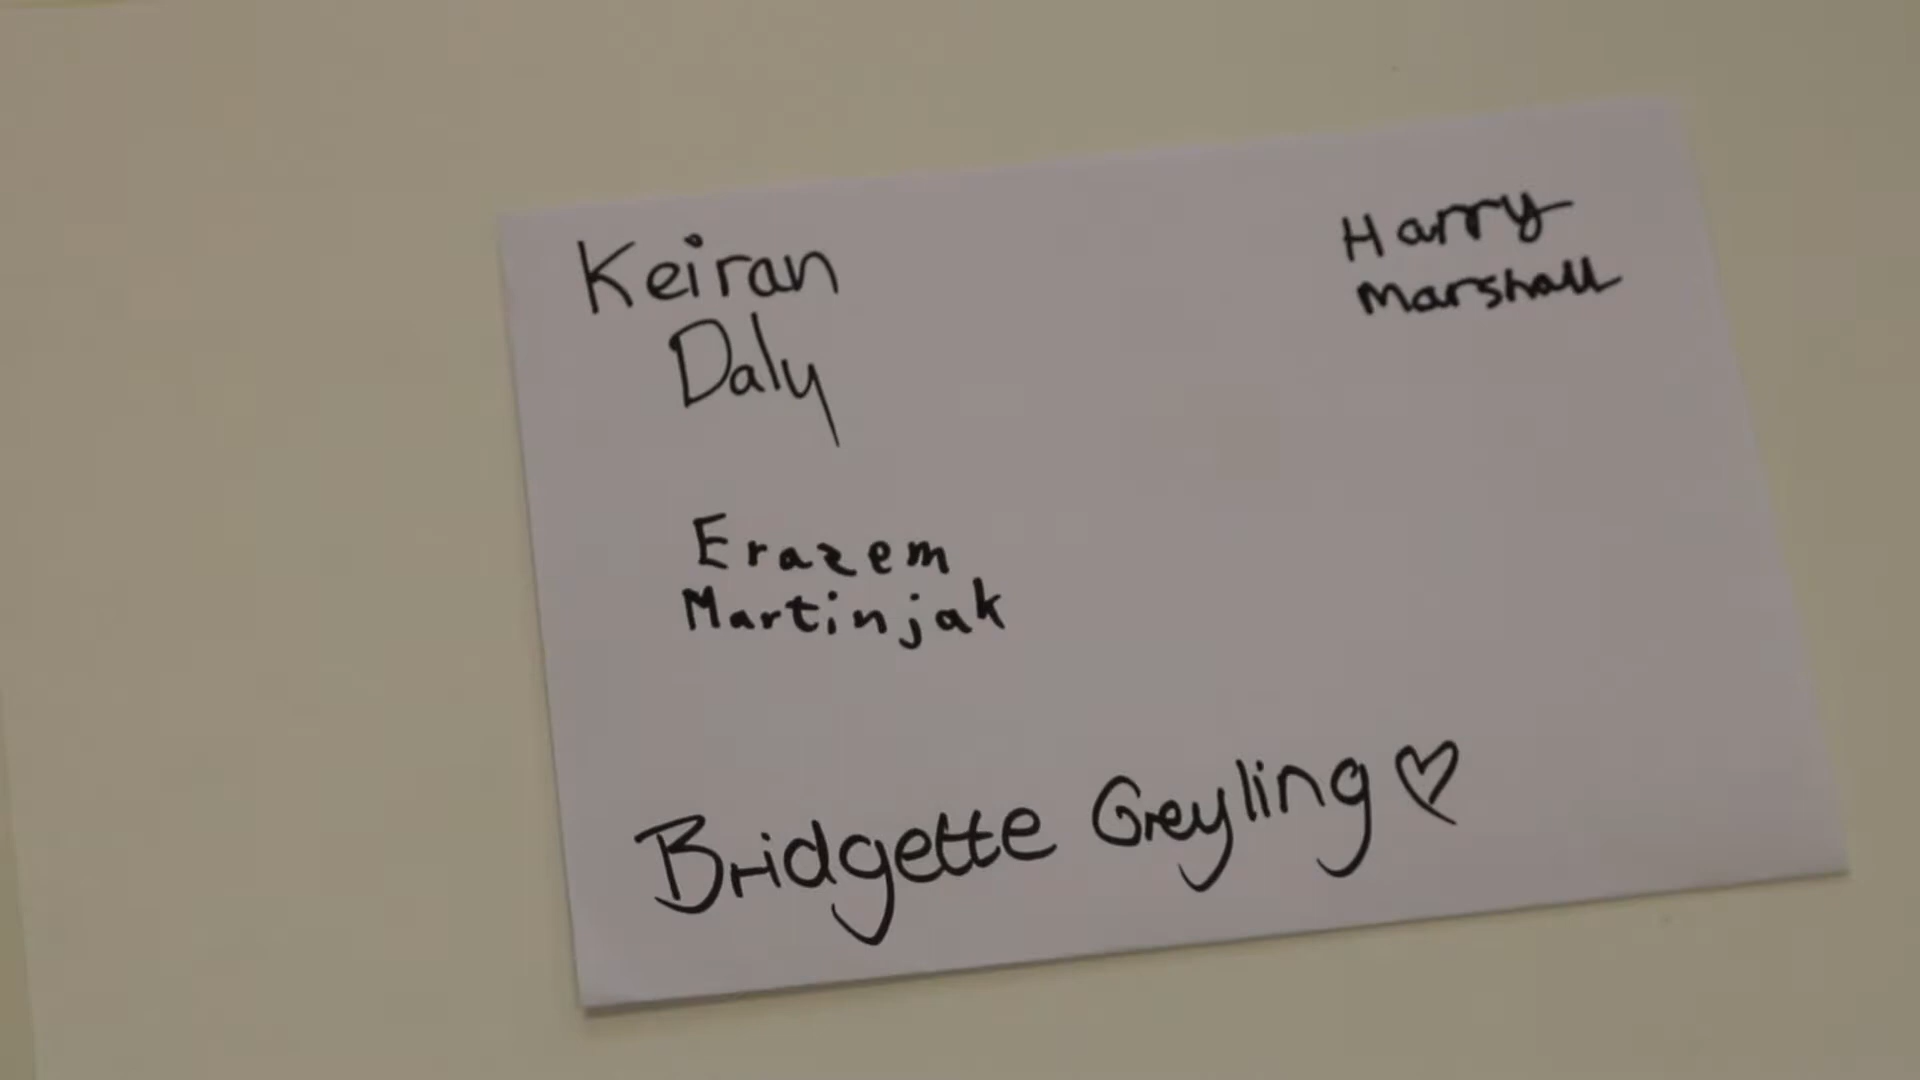 Keiran
Daly
Harry
Marshall
Erazem
Martinjak
Bridgette Greyling ♡